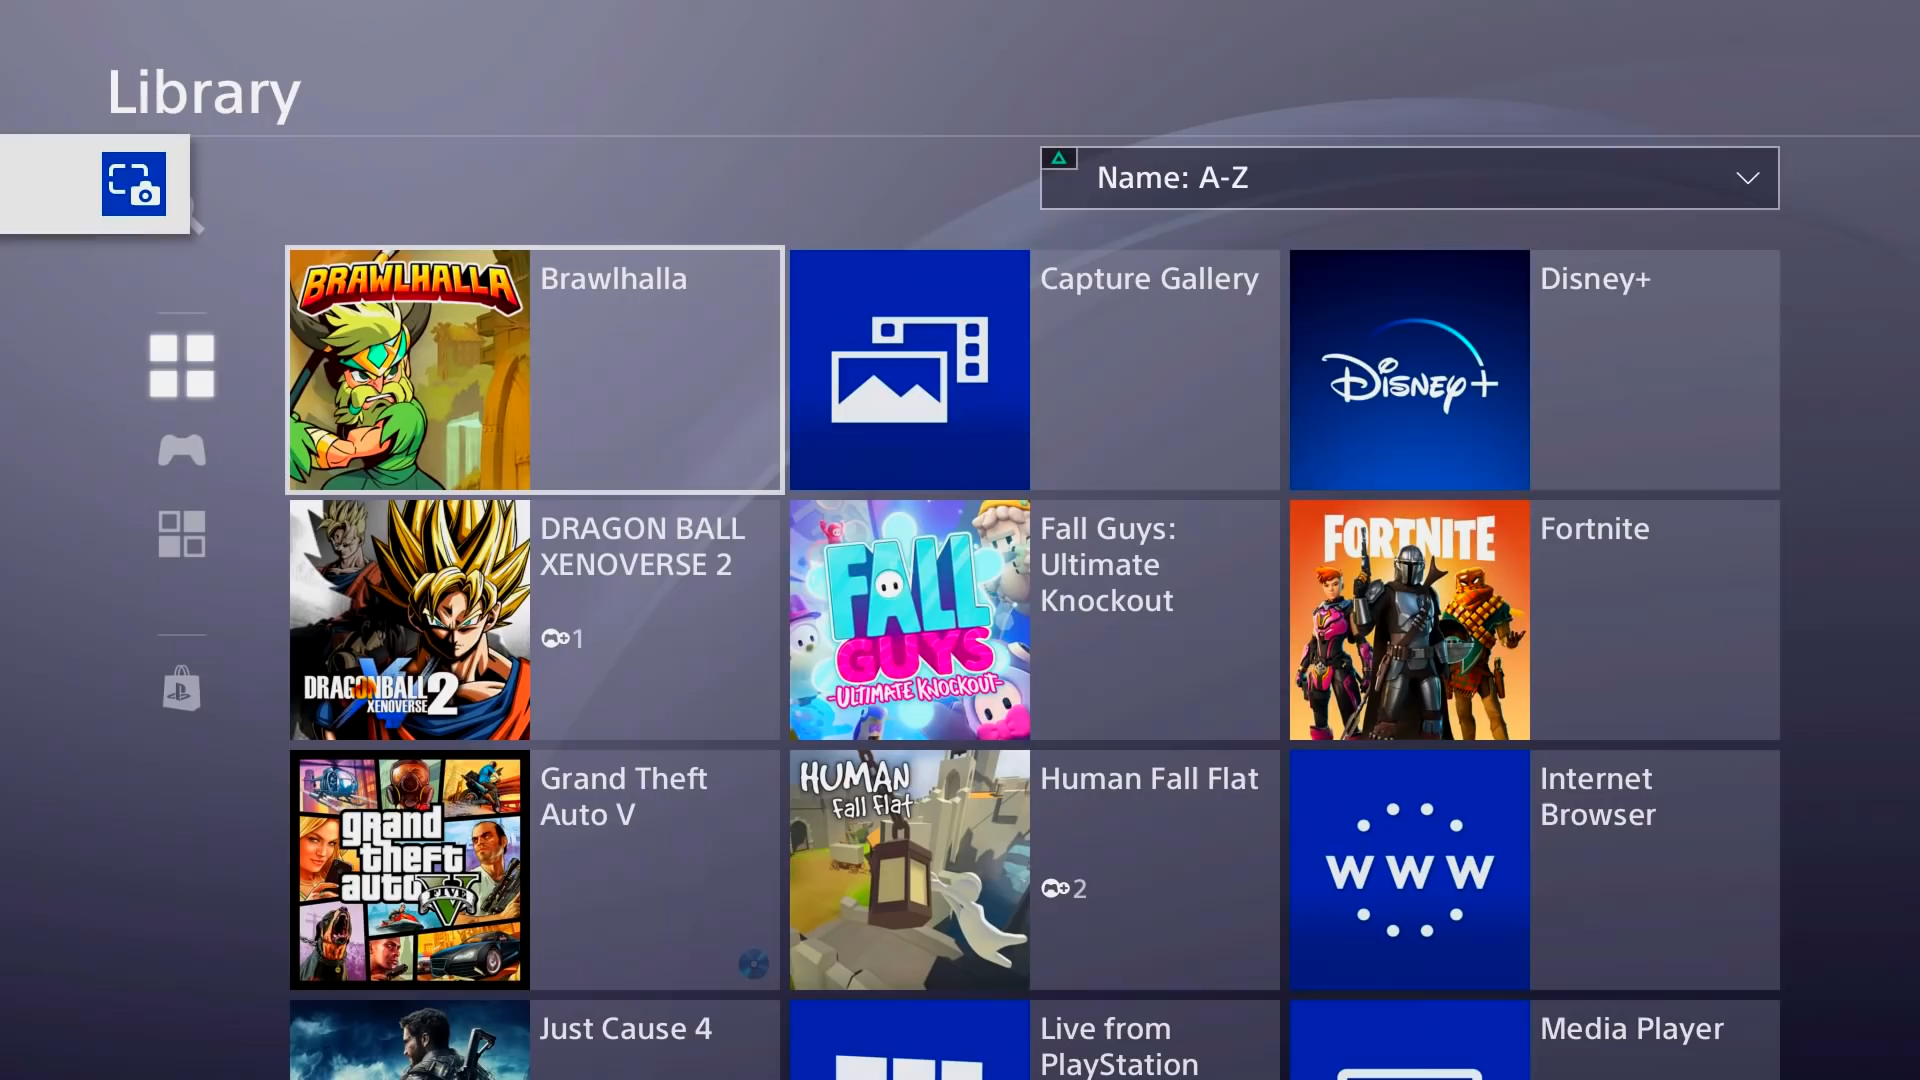 Library
Name: A-Z
BRAWLHALLA
Brawlhalla
Capture Gallery
Disney+
Disney+
DRAGON BALL
XENOVERSE 2
1
DRAGONBALL
XENOVERSE 2
FALL
GUYS
-ULTIMATE KNOCKOUT-
Fall Guys:
Ultimate
Knockout
FORTNITE
Fortnite
grand
theft
auto
FIVE
Grand Theft
Auto V
HUMAN
fall flat
Human Fall Flat
2
WWW
Internet
Browser
Just Cause 4
Live from
PlayStation
Media Player